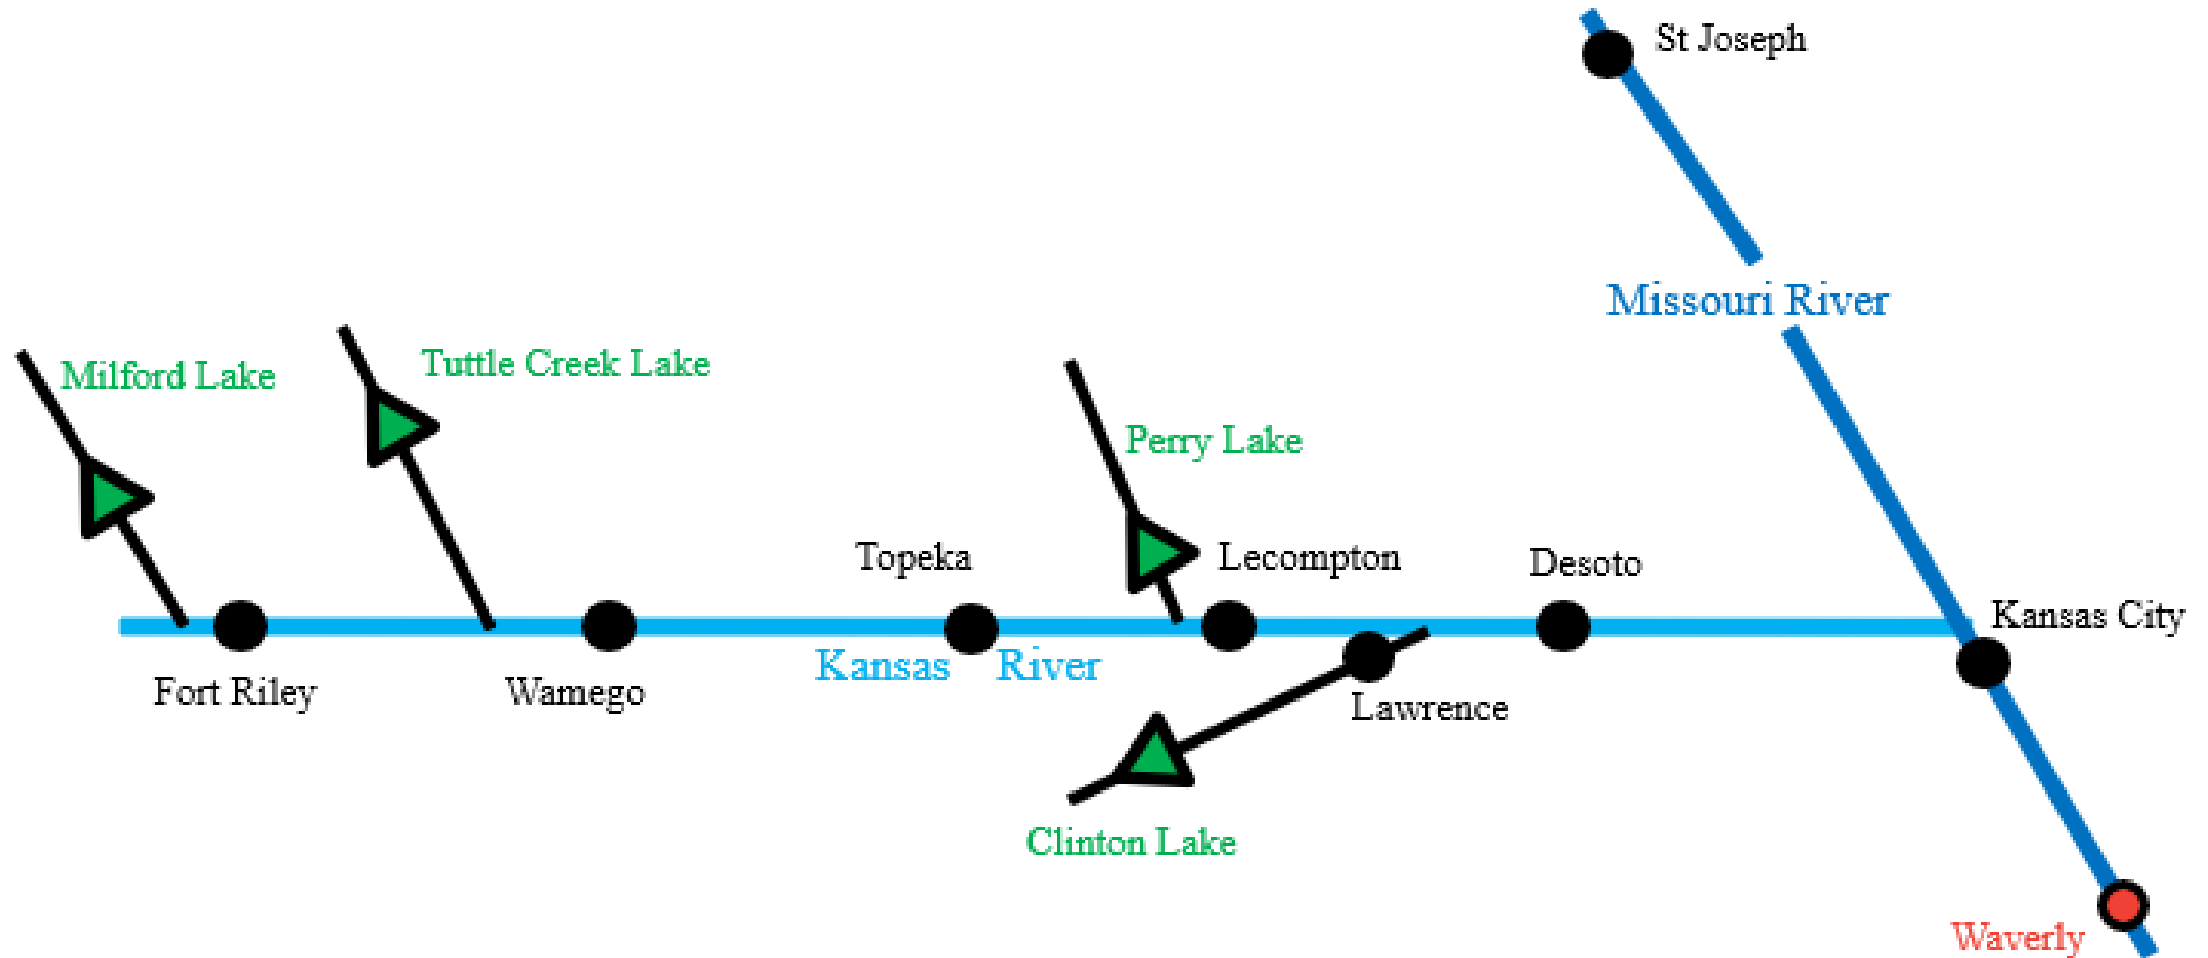 St Joseph
Missouri River
Milford Lake
Tuttle Creek Lake
Perry Lake
Topeka
Lecompton
Desoto
Kansas City
Kansas River
Fort Riley
Wamego
Lawrence
Clinton Lake
Waverly